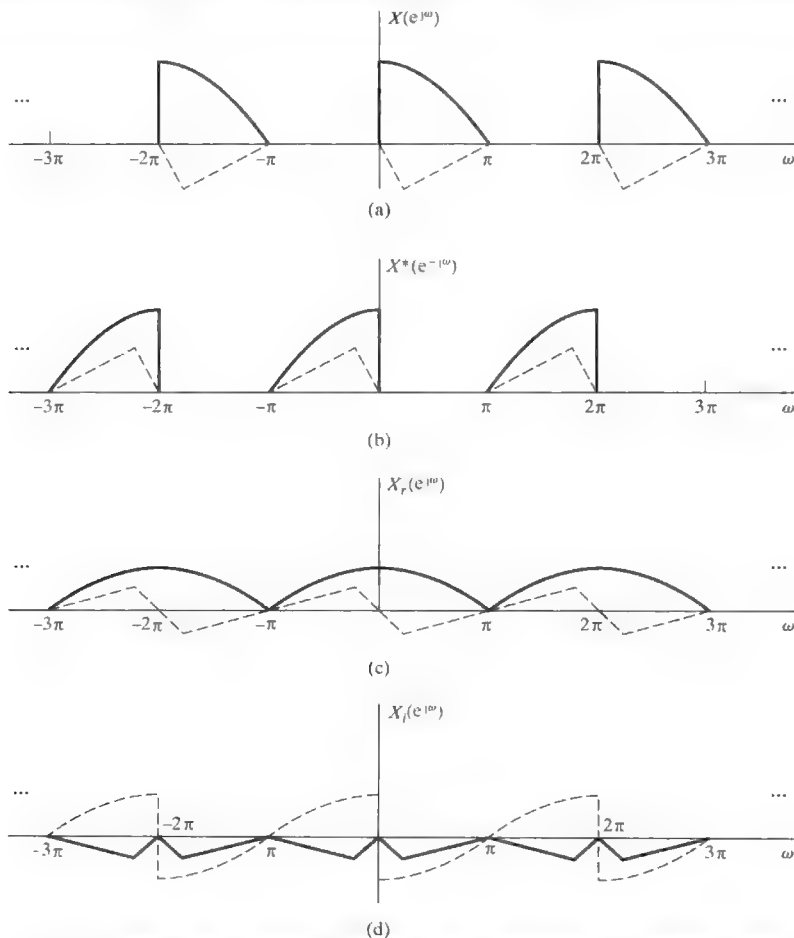 X(e^jω)
... ...
−3π −2π −π π 2π 3π ω
(a)
X*(e^−jω)
... ...
−3π −2π −π π 2π 3π ω
(b)
X_r(e^jω)
... ...
−3π −2π −π π 2π 3π ω
(c)
X_i(e^jω)
... ...
−2π 2π
−3π π π 3π ω
(d)